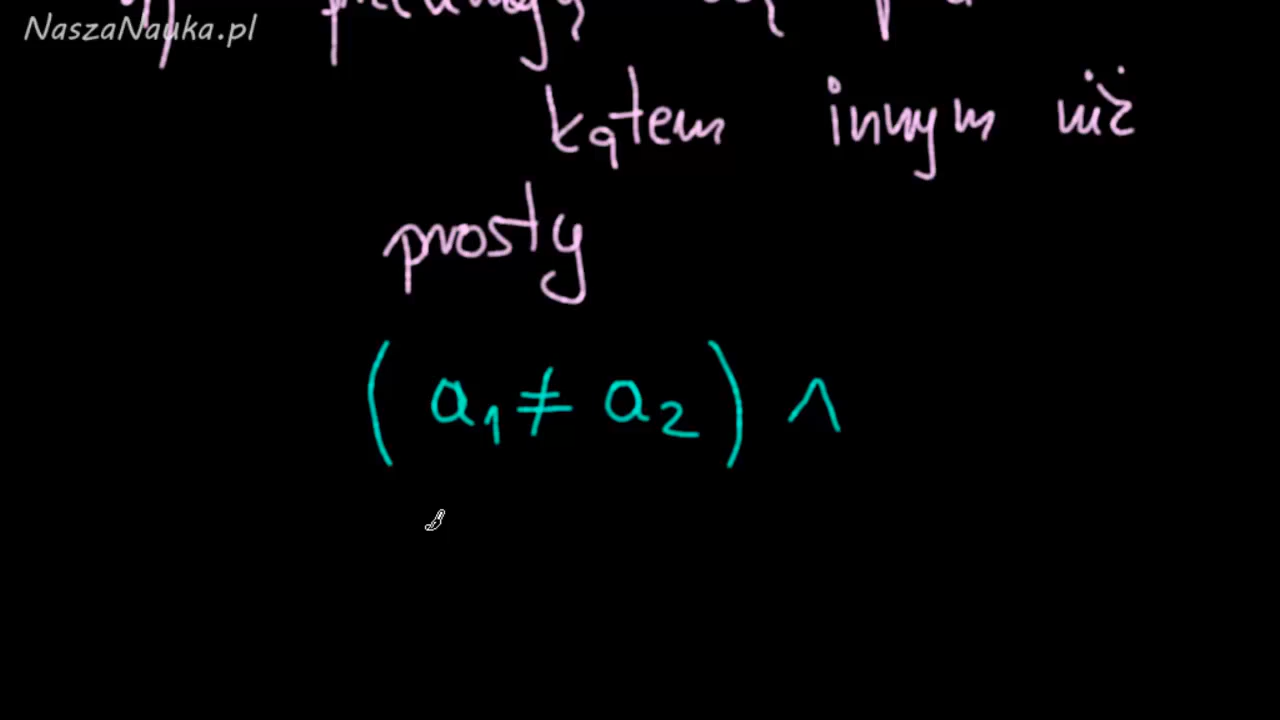 NaszaNauka.pl
kątem innym niż
prosty
(a₁ ≠ a₂) ∧